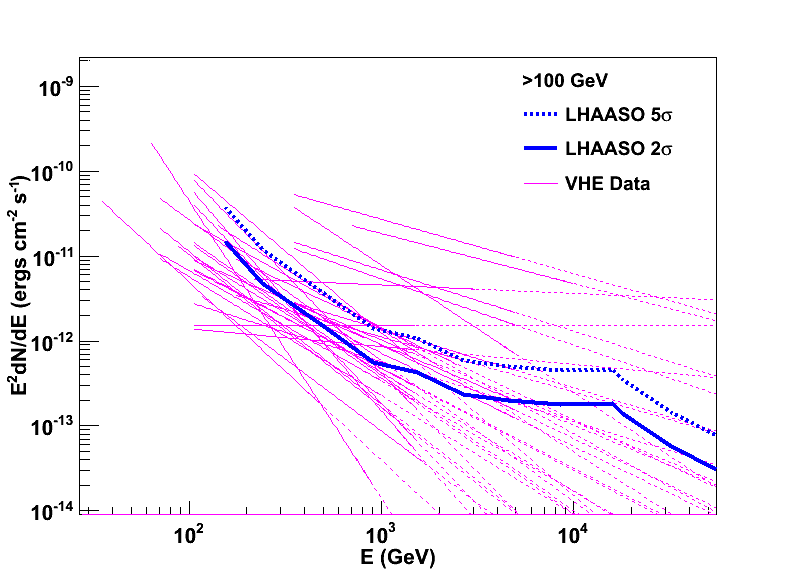 >100 GeV
LHAASO 5σ
LHAASO 2σ
VHE Data
E²dN/dE (ergs cm⁻² s⁻¹)
10⁻⁹
10⁻¹⁰
10⁻¹¹
10⁻¹²
10⁻¹³
10⁻¹⁴
10² 10³ 10⁴
E (GeV)